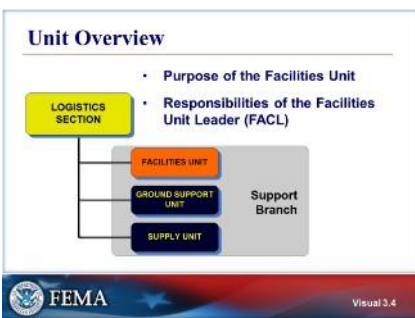 Unit Overview
• Purpose of the Facilities Unit
• Responsibilities of the Facilities
Unit Leader (FACL)
LOGISTICS
SECTION
FACILITIES UNIT
GROUND SUPPORT
UNIT
SUPPLY UNIT
Support
Branch
FEMA
Visual 3.4